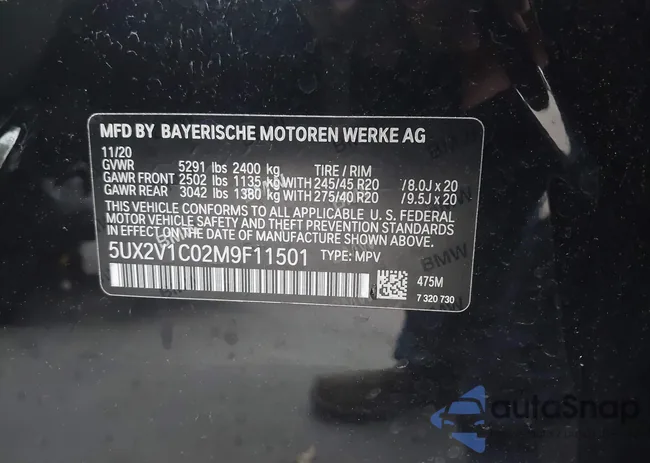 MFD BY BAYERISCHE MOTOREN WERKE AG
11/20
GVWR 5291 lbs 2400 kg TIRE / RIM
GAWR FRONT 2502 lbs 1135 kg WITH 245/45 R20 /8.0J x 20
GAWR REAR 3042 lbs 1380 kg WITH 275/40 R20 /9.5J x 20
THIS VEHICLE CONFORMS TO ALL APPLICABLE U. S. FEDERAL
MOTOR VEHICLE SAFETY AND THEFT PREVENTION STANDARDS
IN EFFECT ON THE DATE OF MANUFACTURE SHOWN ABOVE.
5UX2V1C02M9F11501 TYPE: MPV
475M
7 320 730
BMW
autoSnap